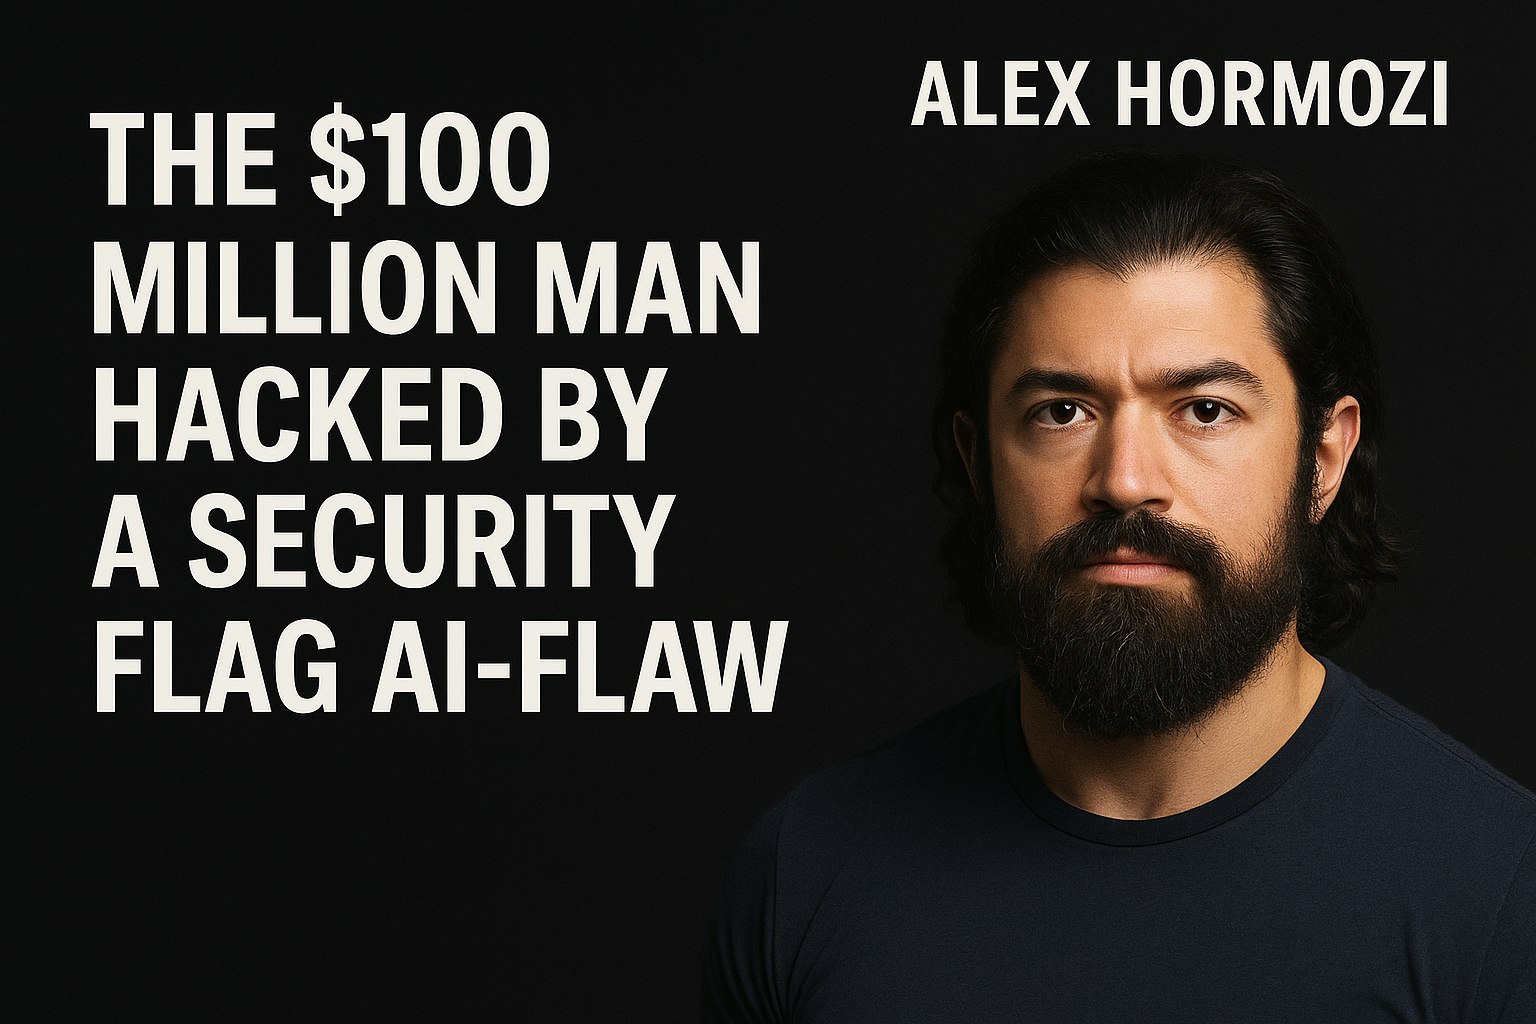 THE $100
MILLION MAN
HACKED BY
A SECURITY
FLAG AI-FLAW
ALEX HORMOZI